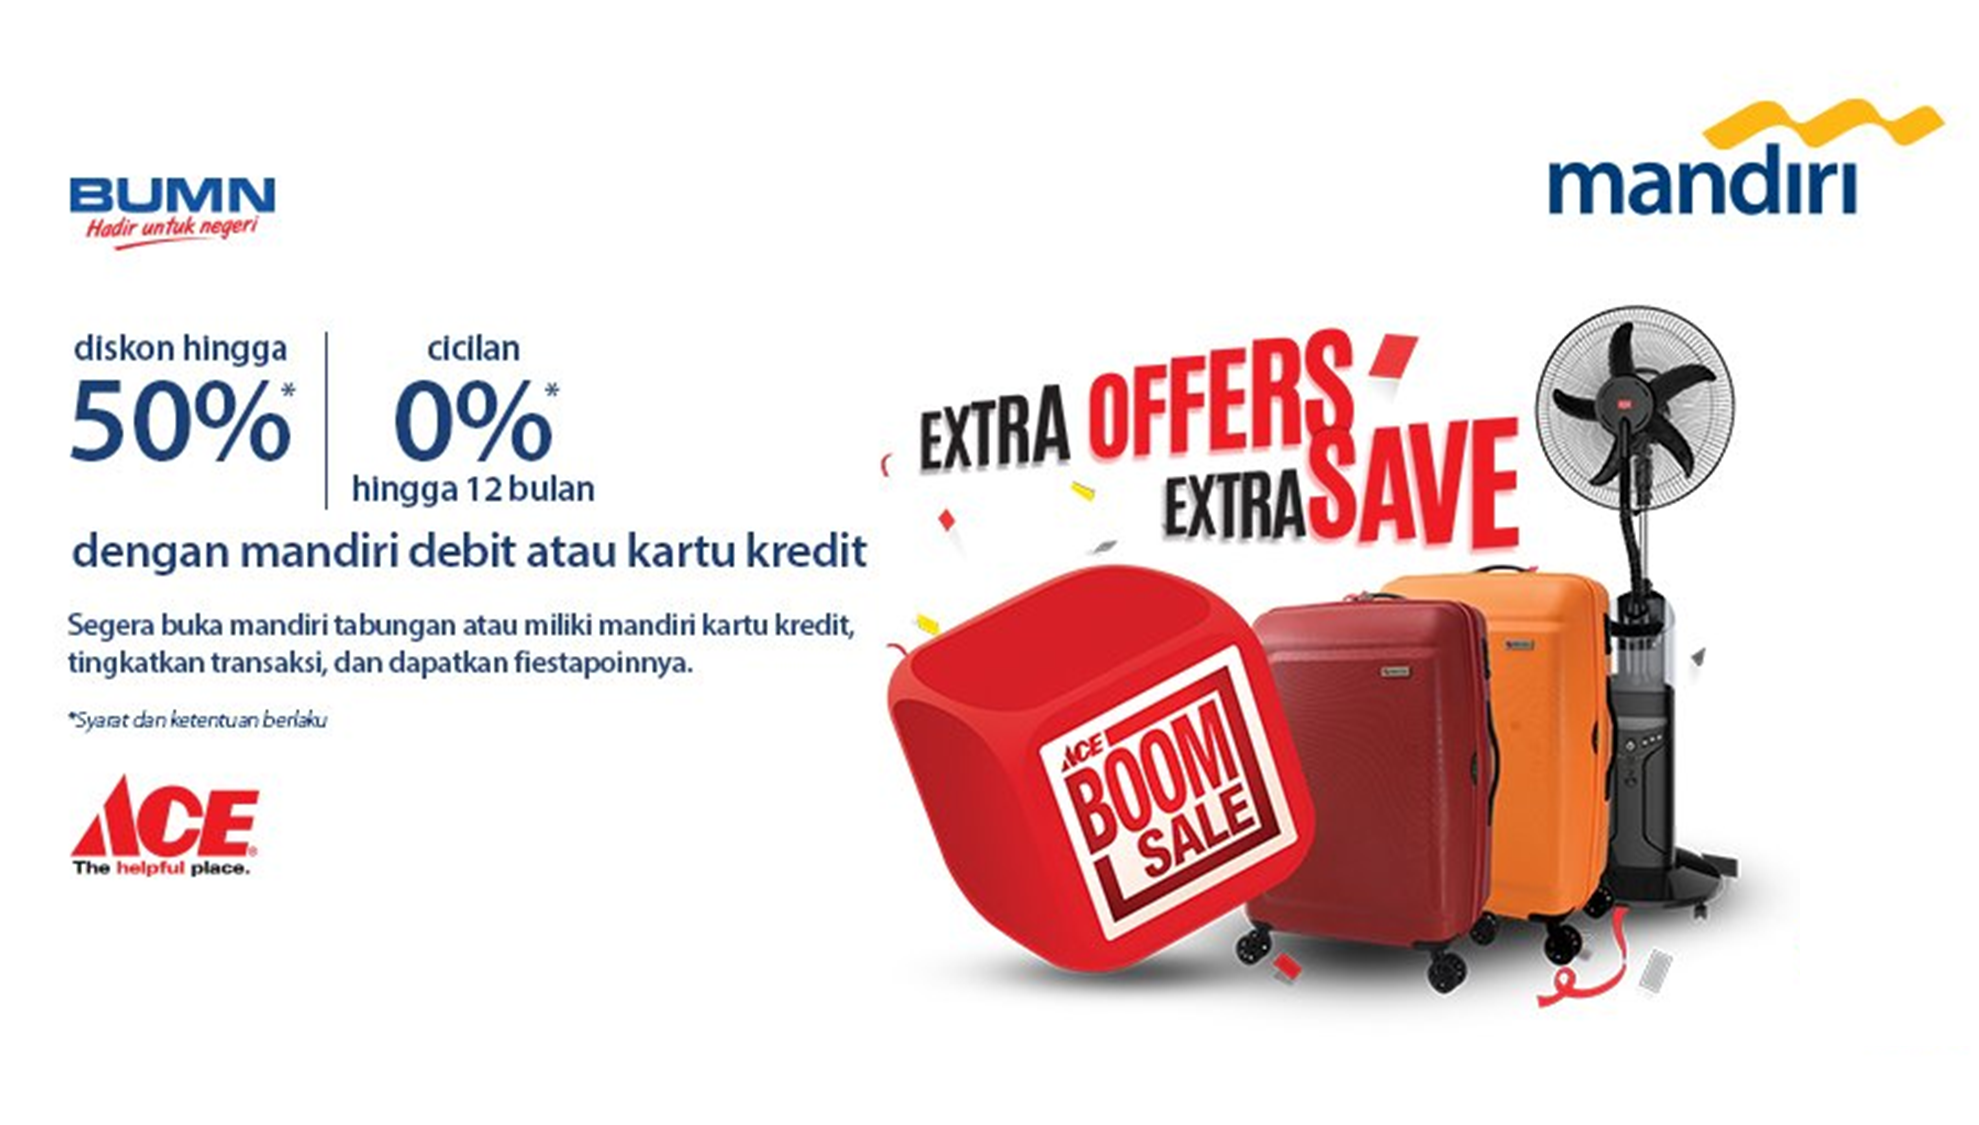 BUMN
Hadir untuk negeri
mandiri
diskon hingga
50%*
cicilan
0%*
hingga 12 bulan
dengan mandiri debit atau kartu kredit
Segera buka mandiri tabungan atau miliki mandiri kartu kredit,
tingkatkan transaksi, dan dapatkan fiestapoinnya.
*Syarat dan ketentuan berlaku
ACE®
The helpful place.
EXTRA OFFERS
EXTRA SAVE
ACE
BOOM
SALE